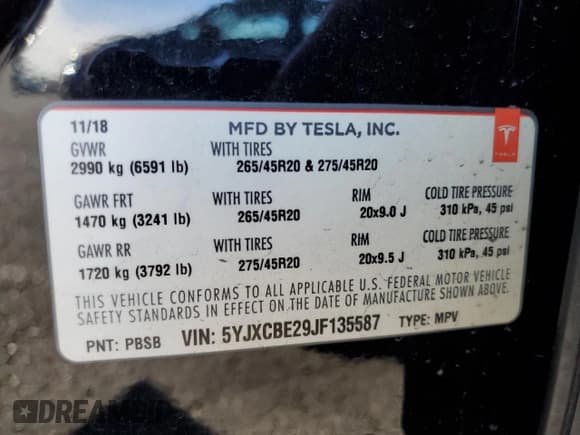 11/18 MFD BY TESLA, INC.
GVWR WITH TIRES
2990 kg (6591 lb) 265/45R20 & 275/45R20
GAWR FRT WITH TIRES RIM COLD TIRE PRESSURE
1470 kg (3241 lb) 265/45R20 20x9.0 J 310 kPa, 45 psi
GAWR RR WITH TIRES RIM COLD TIRE PRESSURE
1720 kg (3792 lb) 275/45R20 20x9.5 J 310 kPa, 45 psi
THIS VEHICLE CONFORMS TO ALL APPLICABLE U.S. FEDERAL MOTOR VEHICLE
SAFETY STANDARDS IN EFFECT ON THE DATE OF MANUFACTURE SHOWN ABOVE.
PNT: PBSB VIN: 5YJXCBE29JF135587 TYPE: MPV
TESLA